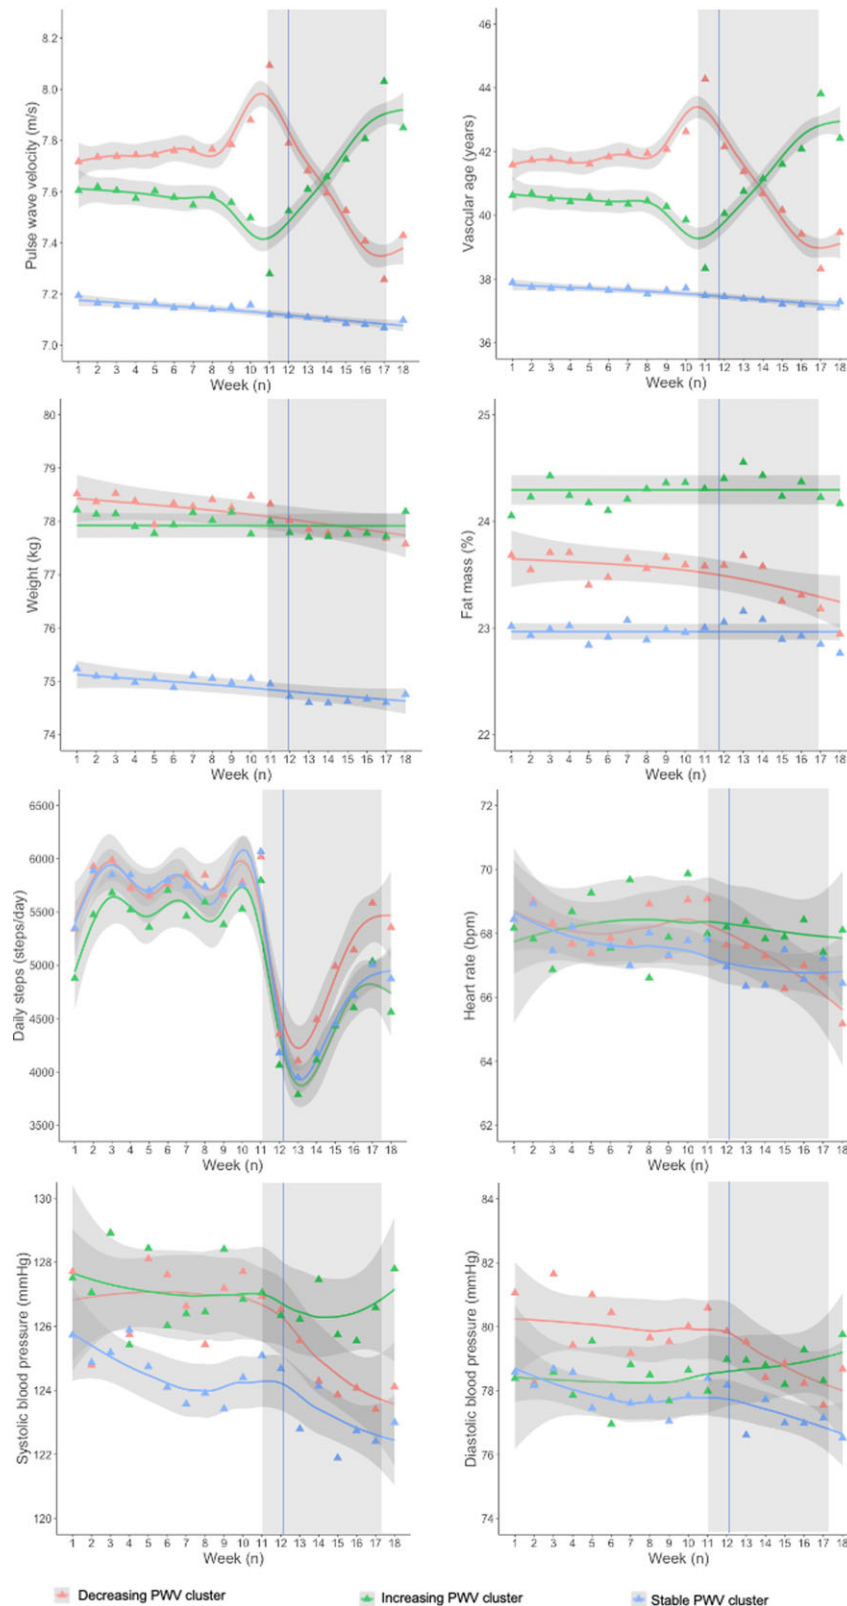 Pulse wave velocity (m/s)
8.2
8.0
7.8
7.6
7.4
7.2
7.0
1 2 3 4 5 6 7 8 9 10 11 12 13 14 15 16 17 18
Week (n)
Vascular age (years)
46
44
42
40
38
36
1 2 3 4 5 6 7 8 9 10 11 12 13 14 15 16 17 18
Week (n)
Weight (kg)
80
79
78
77
76
75
74
1 2 3 4 5 6 7 8 9 10 11 12 13 14 15 16 17 18
Week (n)
Fat mass (%)
25
24
23
22
1 2 3 4 5 6 7 8 9 10 11 12 13 14 15 16 17 18
Week (n)
Daily steps (steps/day)
6500
6000
5500
5000
4500
4000
3500
1 2 3 4 5 6 7 8 9 10 11 12 13 14 15 16 17 18
Week (n)
Heart rate (bpm)
72
70
68
66
64
62
1 2 3 4 5 6 7 8 9 10 11 12 13 14 15 16 17 18
Week (n)
Systolic blood pressure (mmHg)
130
128
126
124
122
120
1 2 3 4 5 6 7 8 9 10 11 12 13 14 15 16 17 18
Week (n)
Diastolic blood pressure (mmHg)
84
82
80
78
76
74
1 2 3 4 5 6 7 8 9 10 11 12 13 14 15 16 17 18
Week (n)
Decreasing PWV cluster Increasing PWV cluster Stable PWV cluster